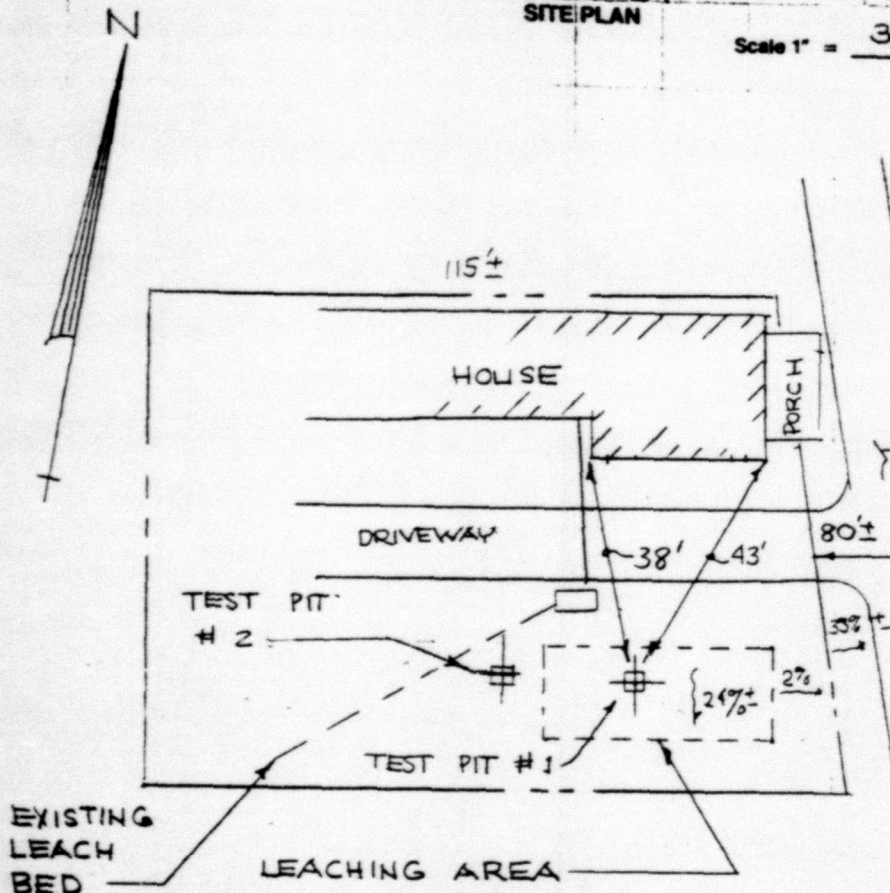 SITE PLAN
N
Scale 1" = 3
115'±
HOUSE
PORCH
DRIVEWAY
38'
43'
80'±
TEST PIT
# 2
2%
TEST PIT #1
EXISTING
LEACH
BED
LEACHING AREA